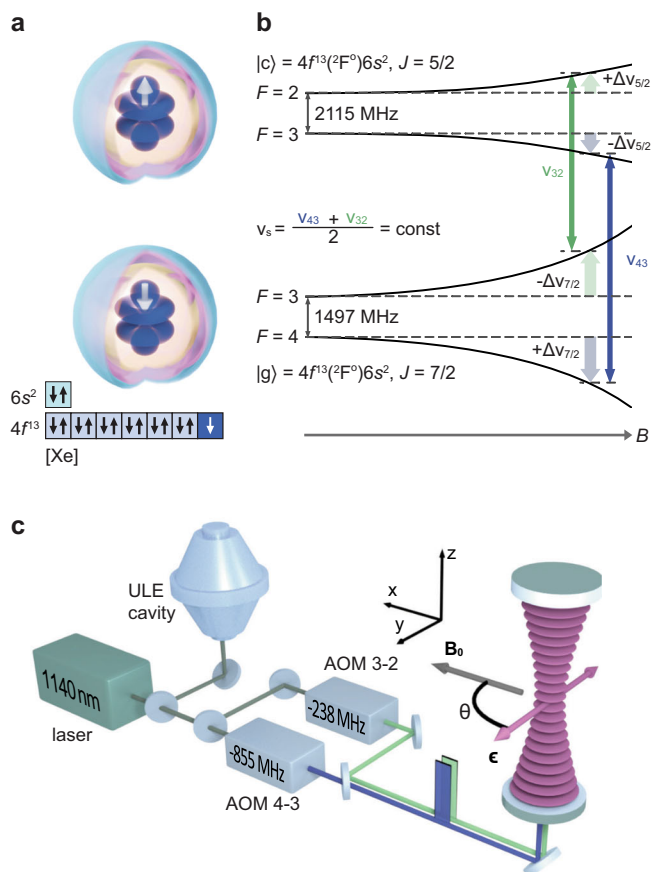 a
6s²
4f¹³
[Xe]
b
|c⟩ = 4f¹³(²Fᵒ)6s², J = 5/2
F = 2
2115 MHz
F = 3
+Δν₅/₂
-Δν₅/₂
ν₃₂
νₛ = (ν₄₃ + ν₃₂)/2 = const
ν₄₃
F = 3
1497 MHz
F = 4
-Δν₇/₂
+Δν₇/₂
|g⟩ = 4f¹³(²Fᵒ)6s², J = 7/2
B
c
ULE
cavity
1140 nm
laser
AOM 3-2
-238 MHz
-855 MHz
AOM 4-3
z
x
y
B₀
θ
ϵ